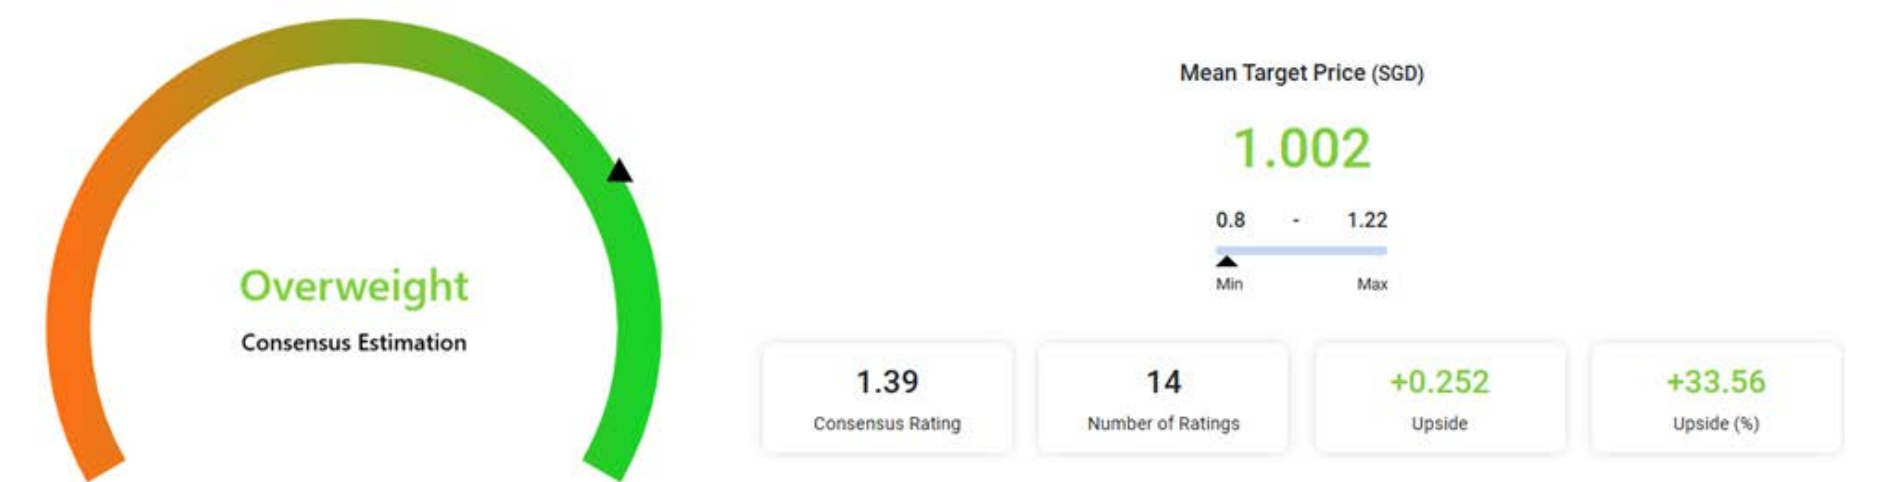 Overweight
Consensus Estimation
Mean Target Price (SGD)
1.002
0.8 - 1.22
Min Max
1.39
Consensus Rating
14
Number of Ratings
+0.252
Upside
+33.56
Upside (%)